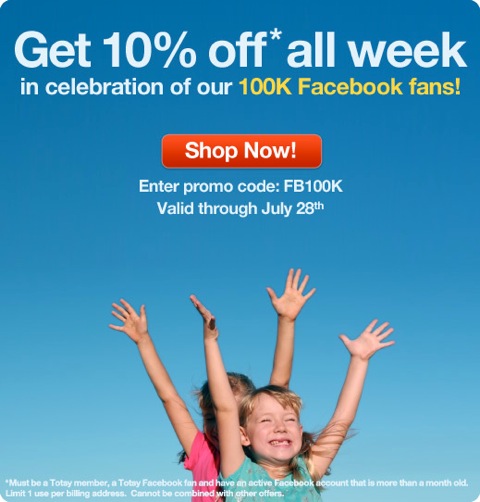 Get 10% off* all week
in celebration of our 100K Facebook fans!
Shop Now!
Enter promo code: FB100K
Valid through July 28th
*Must be a Totsy member, a Totsy Facebook fan and have an active Facebook account that is more than a month old.
Limit 1 use per billing address. Cannot be combined with other offers.